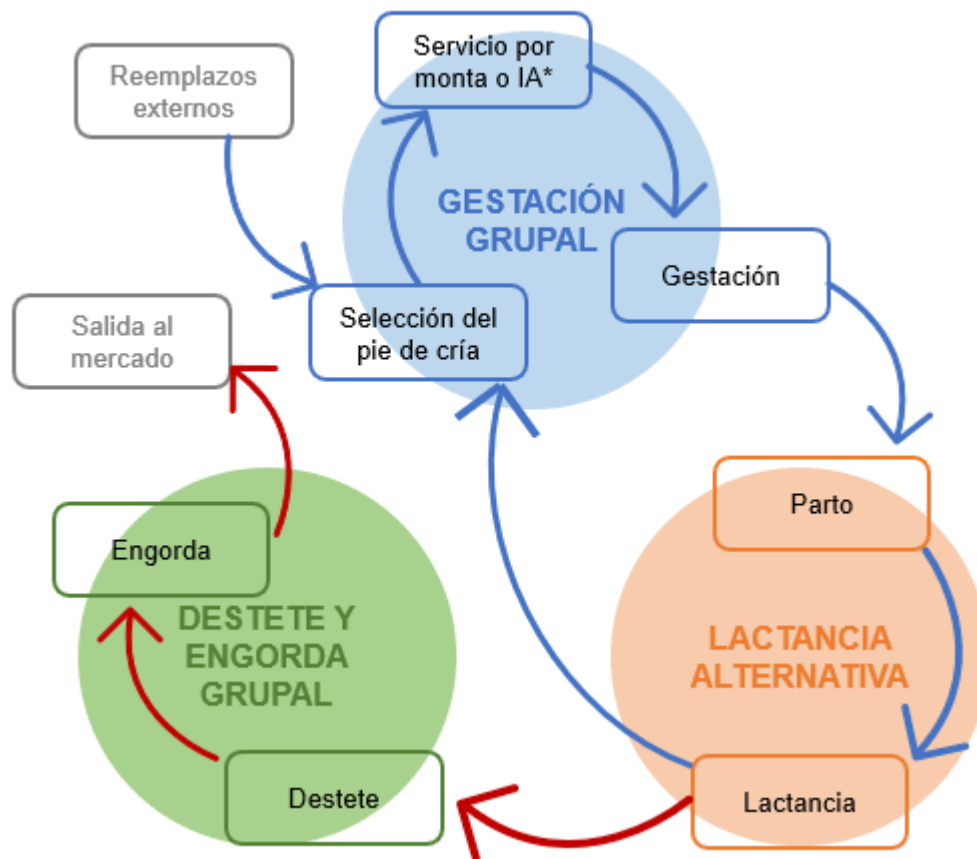 Reemplazos
externos
Servicio por
monta o IA*
GESTACIÓN
GRUPAL
Gestación
Selección del
pie de cría
Salida al
mercado
Parto
Engorda
DESTETE Y
ENGORDA
GRUPAL
LACTANCIA
ALTERNATIVA
Destete
Lactancia